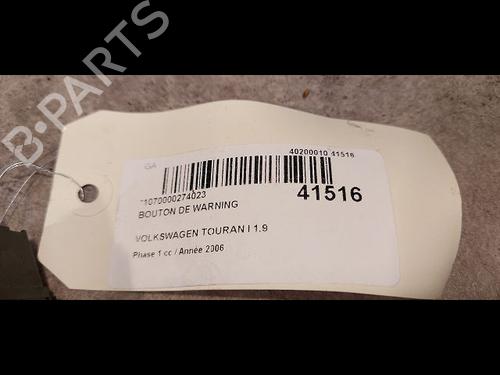 B-PARTS
GA
40200010 41516
*1070000274023
41516
BOUTON DE WARNING
VOLKSWAGEN TOURAN I 1.9
Phase 1 cc / Année 2006